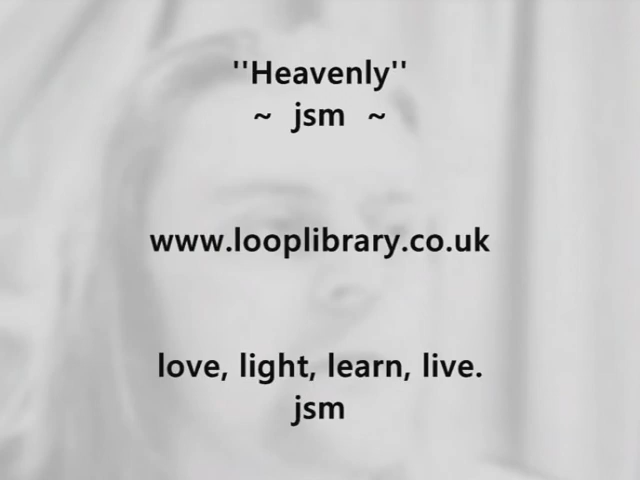 ''Heavenly''
~ jsm ~
www.looplibrary.co.uk
love, light, learn, live.
jsm